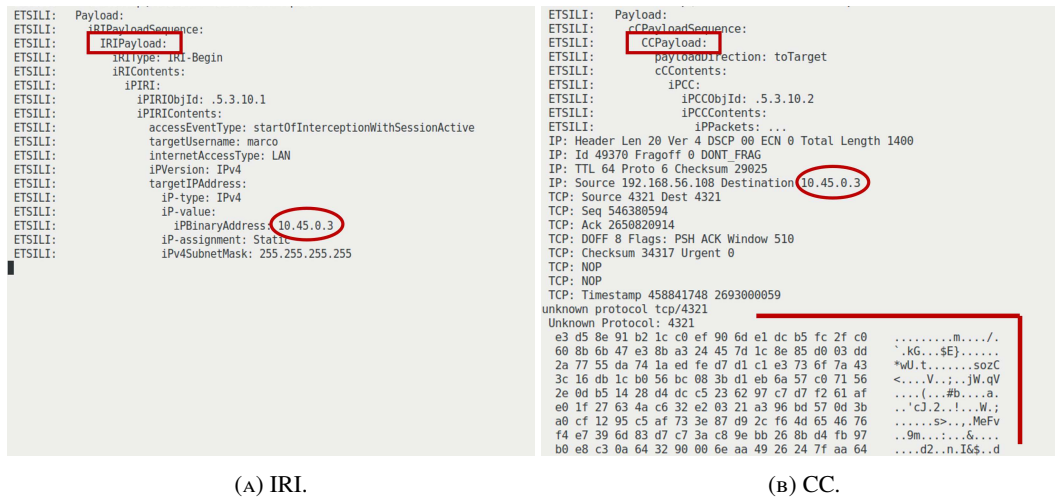 ETSILI: Payload:
ETSILI: iRIPayloadSequence:
ETSILI: IRIPayload:
ETSILI: iRIType: IRI-Begin
ETSILI: iRIContents:
ETSILI: iPIRI:
ETSILI: iPIRIObjId: .5.3.10.1
ETSILI: iPIRIContents:
ETSILI: accessEventType: startOfInterceptionWithSessionActive
ETSILI: targetUsername: marco
ETSILI: internetAccessType: LAN
ETSILI: iPVersion: IPv4
ETSILI: targetIPAddress:
ETSILI: iP-type: IPv4
ETSILI: iP-value:
ETSILI: iPBinaryAddress: 10.45.0.3
ETSILI: iP-assignment: Static
ETSILI: iPv4SubnetMask: 255.255.255.255
(A) IRI.
ETSILI: Payload:
ETSILI: cCPayloadSequence:
ETSILI: CCPayload:
ETSILI: payloadDirection: toTarget
ETSILI: cCContents:
ETSILI: iPCC:
ETSILI: iPCCObjId: .5.3.10.2
ETSILI: iPCCContents:
ETSILI: iPPackets: ...
IP: Header Len 20 Ver 4 DSCP 00 ECN 0 Total Length 1400
IP: Id 49370 Fragoff 0 DONT_FRAG
IP: TTL 64 Proto 6 Checksum 29025
IP: Source 192.168.56.108 Destination 10.45.0.3
TCP: Source 4321 Dest 4321
TCP: Seq 546380594
TCP: Ack 2650820914
TCP: DOFF 8 Flags: PSH ACK Window 510
TCP: Checksum 34317 Urgent 0
TCP: NOP
TCP: NOP
TCP: Timestamp 458841748 2693000059
unknown protocol tcp/4321
Unknown Protocol: 4321
e3 d5 8e 91 b2 1c c0 ef 90 6d e1 dc b5 fc 2f c0 .........m..../.
60 8b 6b 47 e3 8b a3 24 45 7d 1c 8e 85 d0 03 dd `.kG...$E}......
2a 77 55 da 74 1a ed fe d7 d1 c1 e3 73 6f 7a 43 *wU.t.......sozC
3c 16 db 1c b0 56 bc 08 3b d1 eb 6a 57 c0 71 56 <....V..;..jW.qV
2e 0d b5 14 28 d4 dc c5 23 62 97 c7 d7 f2 61 af ....(...#b....a.
e0 1f 27 63 4a c6 32 e2 03 21 a3 96 bd 57 0d 3b ..'cJ.2..!...W.;
a0 cf 12 95 c5 af 73 3e 87 d9 2c f6 4d 65 46 76 ......s>..,.MeFv
f4 e7 39 6d 83 d7 c7 3a c8 9e bb 26 8b d4 fb 97 ..9m...:...&....
b0 e8 c3 0a 64 32 90 00 6e aa 49 26 24 7f aa 64 ....d2..n.I&$..d
(B) CC.